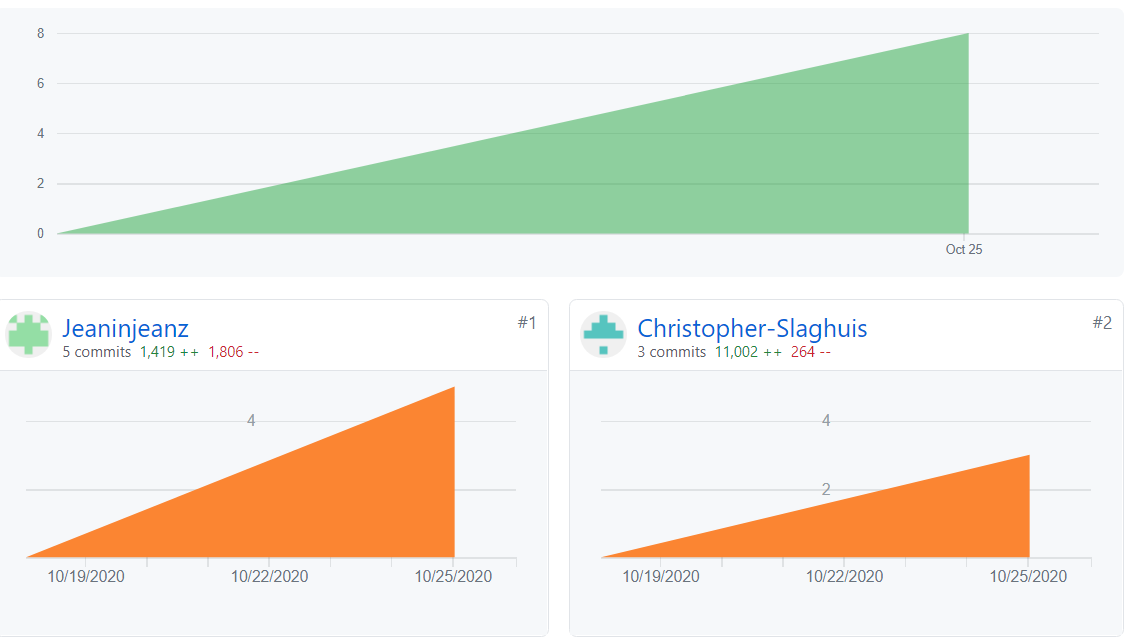 8
6
4
2
0
Oct 25
Jeaninjeanz #1
5 commits 1,419 ++ 1,806 --
4
10/19/2020 10/22/2020 10/25/2020
Christopher-Slaghuis #2
3 commits 11,002 ++ 264 --
4
2
10/19/2020 10/22/2020 10/25/2020